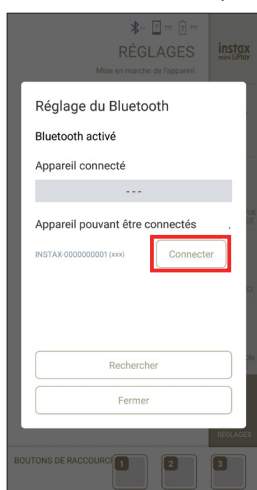 RÉGLAGES
instax
mini LiPlay
Mise en marche de l'appareil
Réglage du Bluetooth
Bluetooth activé
Appareil connecté
---
Appareil pouvant être connectés
INSTAX-0000000001 (xxx)
Connecter
Rechercher
Fermer
RÉGLAGES
BOUTONS DE RACCOURCI
1
2
3